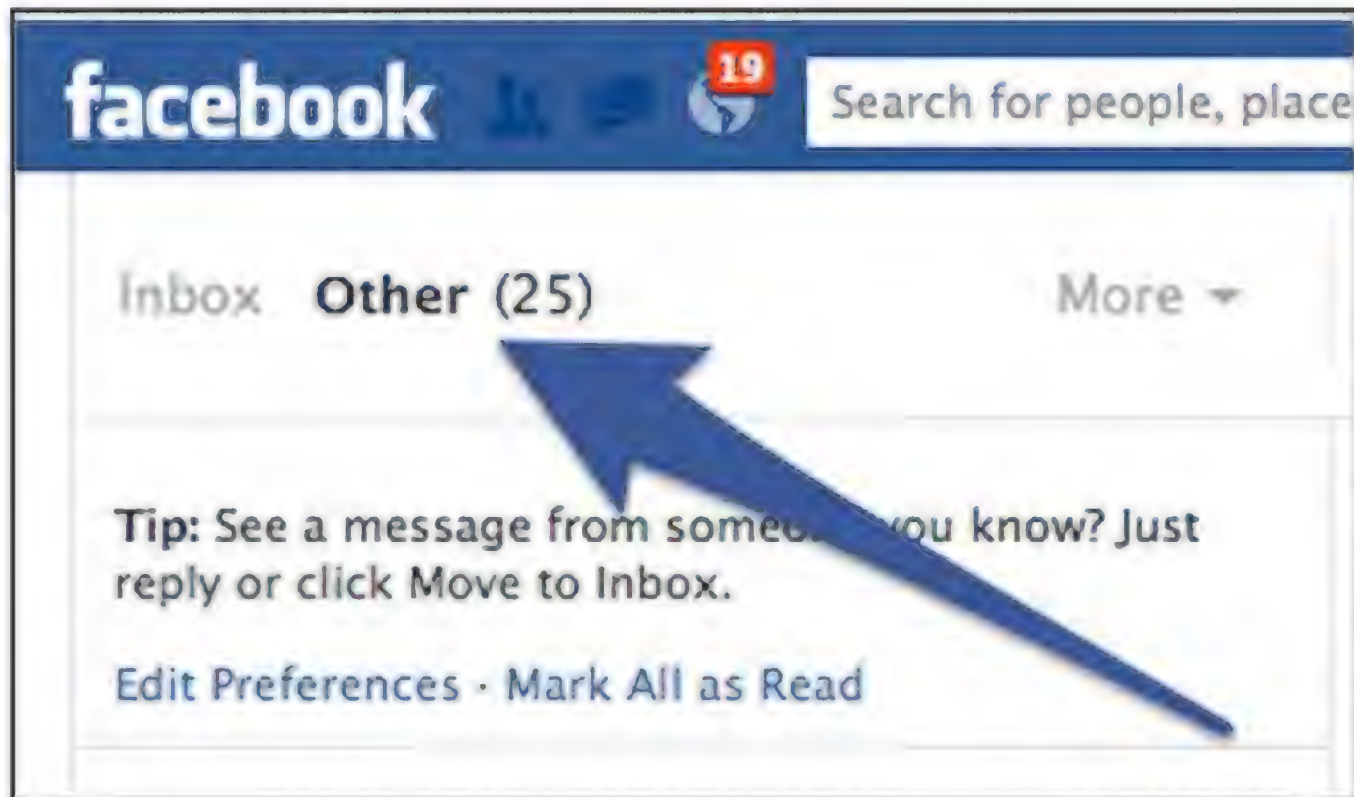 facebook 19 Search for people, place
Inbox Other (25) More
Tip: See a message from you know? Just
reply or click Move to Inbox.
Edit Preferences · Mark All as Read